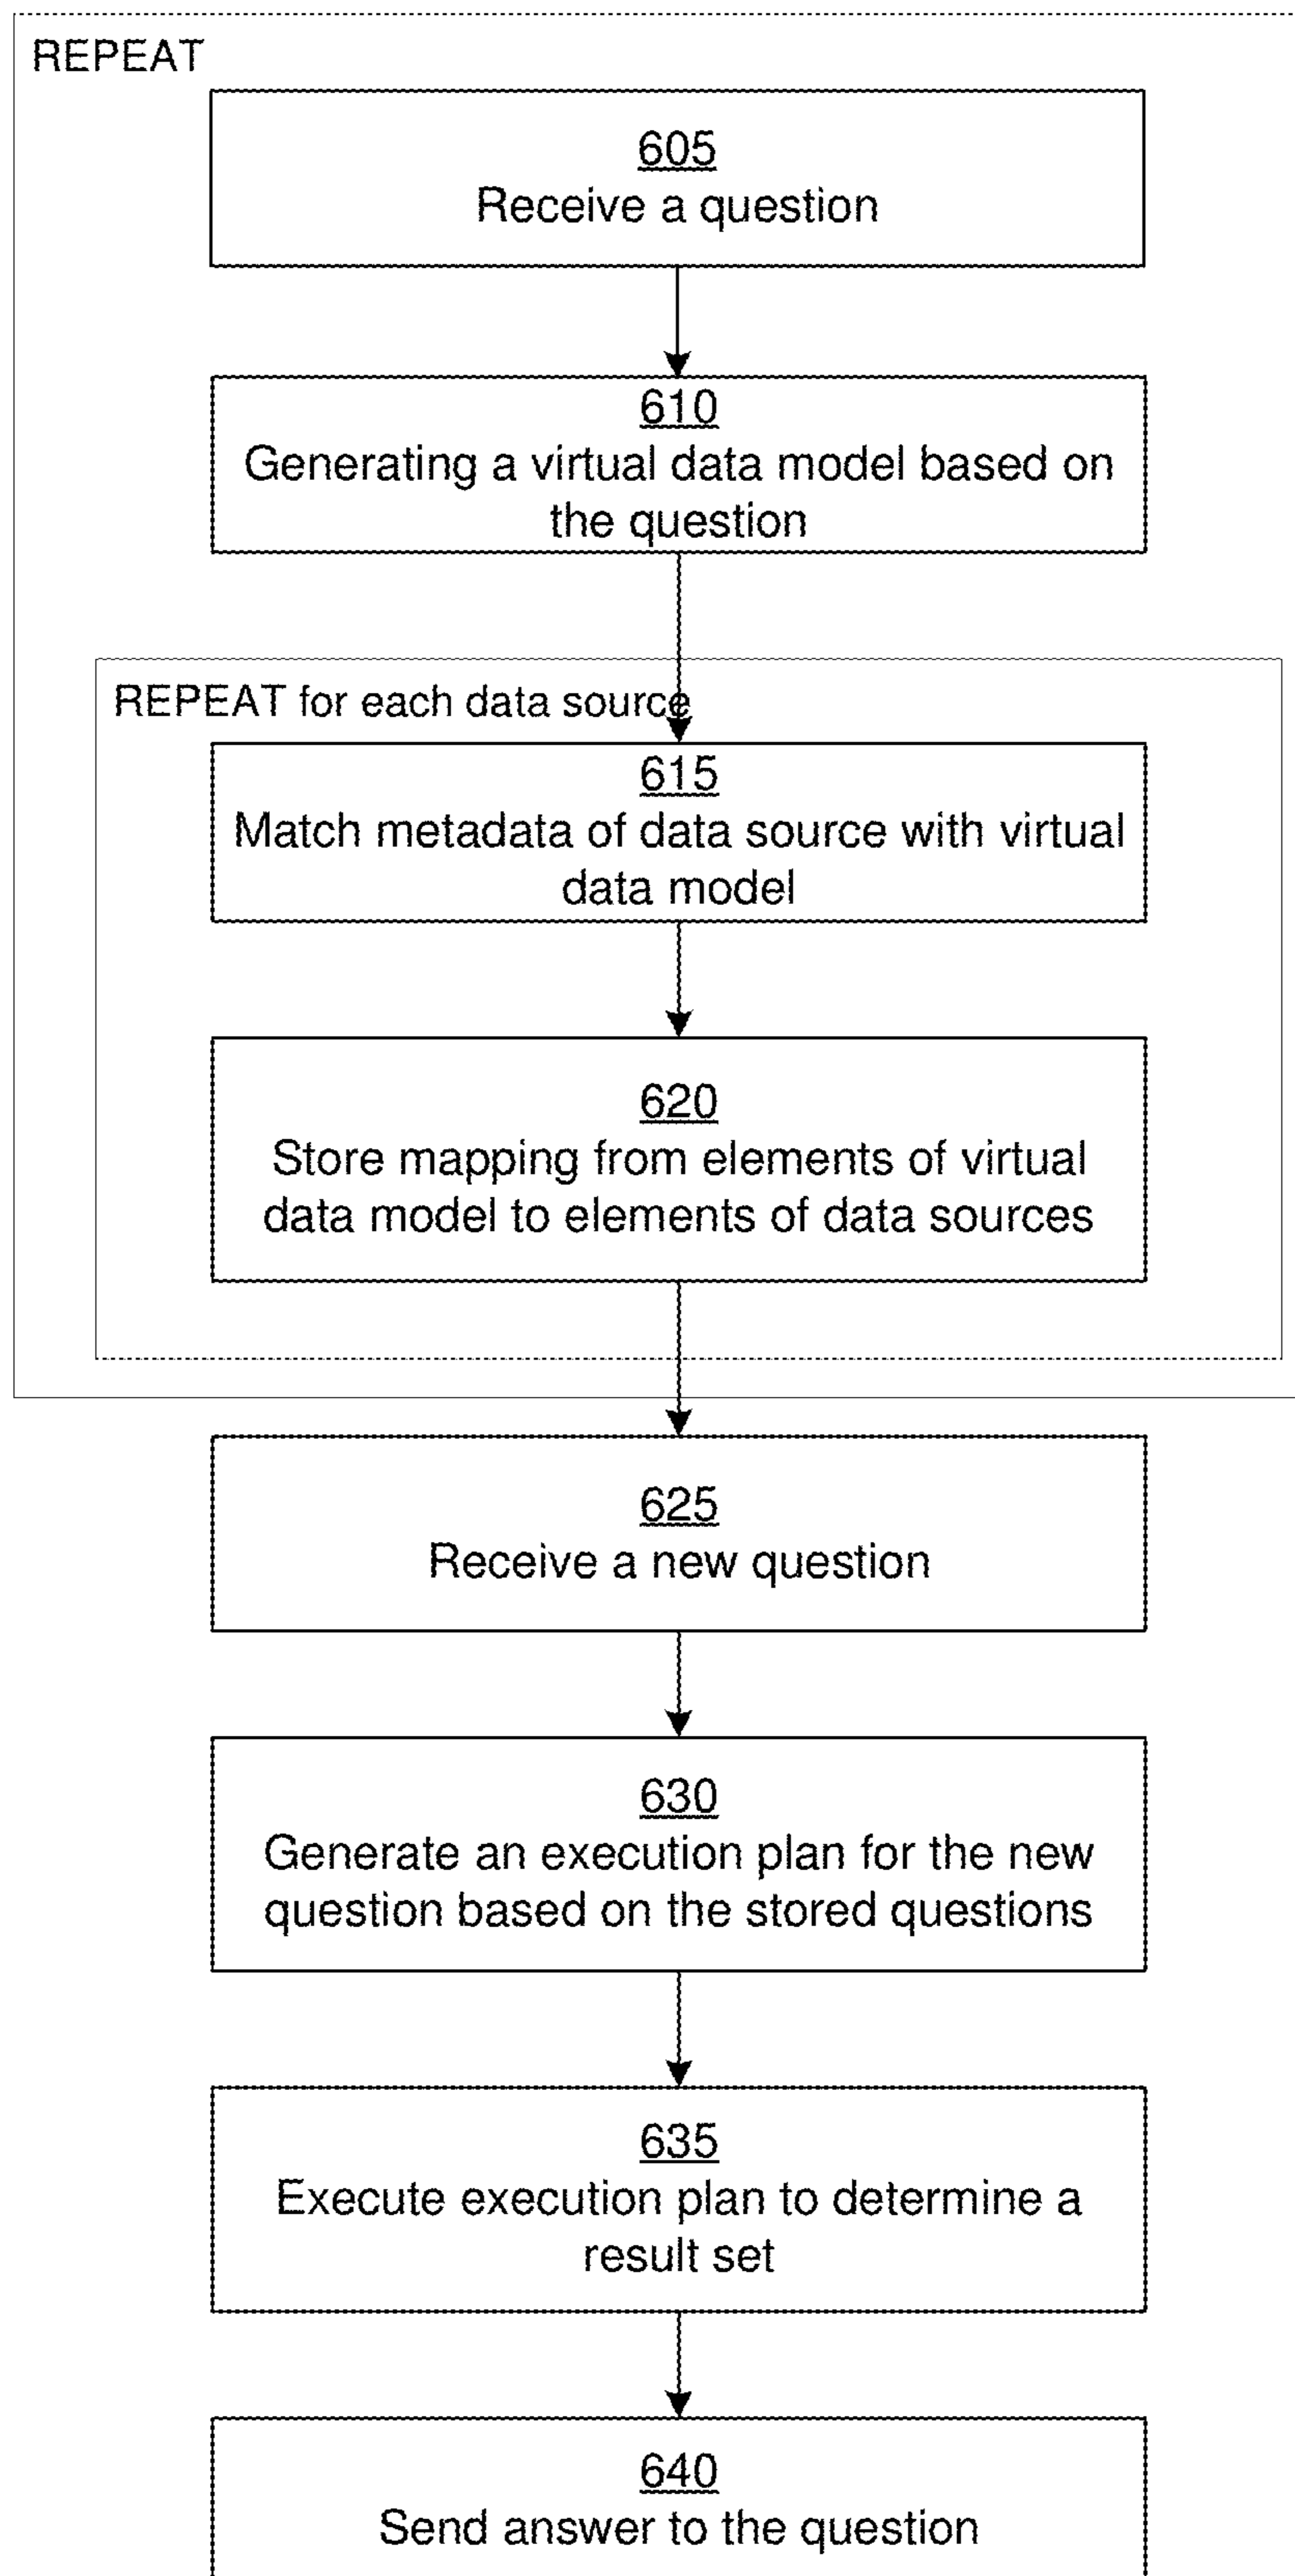 REPEAT
605
Receive a question
610
Generating a virtual data model based on
the question
REPEAT for each data source
615
Match metadata of data source with virtual
data model
620
Store mapping from elements of virtual
data model to elements of data sources
625
Receive a new question
630
Generate an execution plan for the new
question based on the stored questions
635
Execute execution plan to determine a
result set
640
Send answer to the question